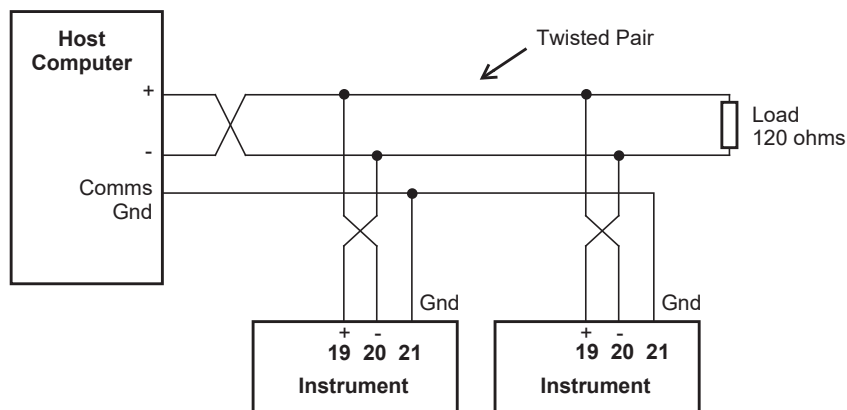 Host
Computer
Twisted Pair
+
Load
120 ohms
-
Comms
Gnd
Gnd
Gnd
+ -
19 20 21
Instrument
+ -
19 20 21
Instrument